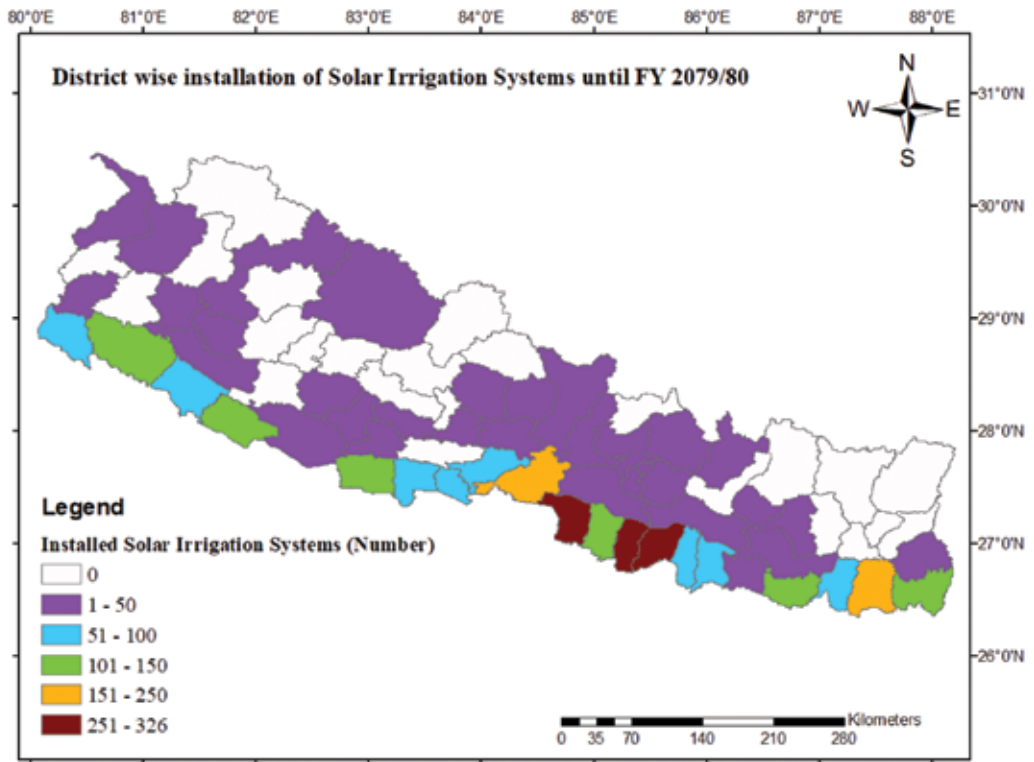 80°0'E 81°0'E 82°0'E 83°0'E 84°0'E 85°0'E 86°0'E 87°0'E 88°0'E
District wise installation of Solar Irrigation Systems until FY 2079/80
N
W E
S
31°0'N
30°0'N
29°0'N
28°0'N
27°0'N
26°0'N
Legend
Installed Solar Irrigation Systems (Number)
0
1 - 50
51 - 100
101 - 150
151 - 250
251 - 326
Kilometers
0 35 70 140 210 280